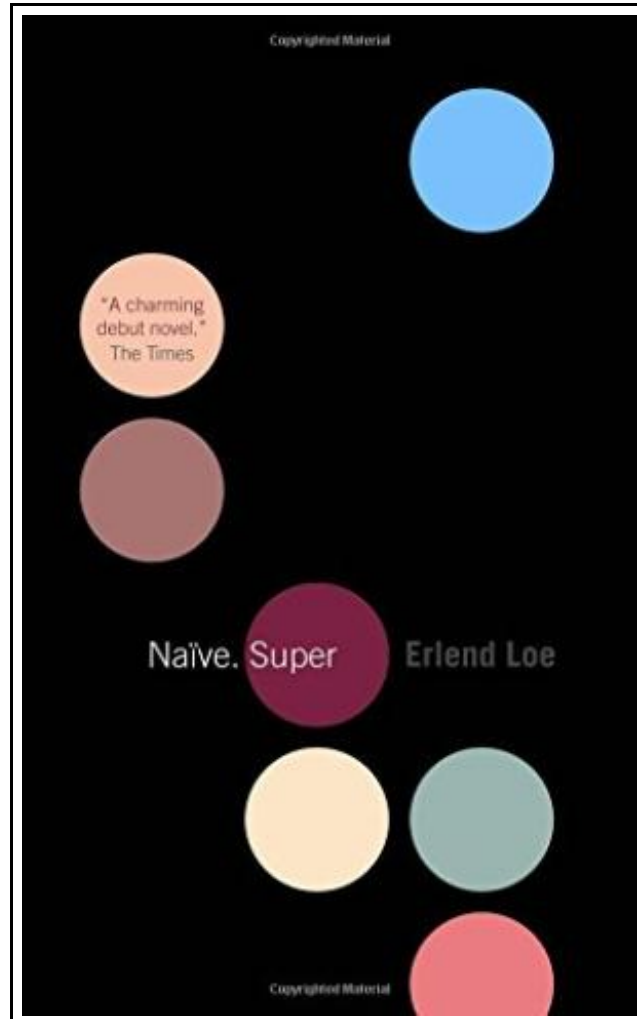 Copyrighted Material
"A charming
debut novel."
The Times
Naïve. Super Erlend Loe
Copyrighted Material